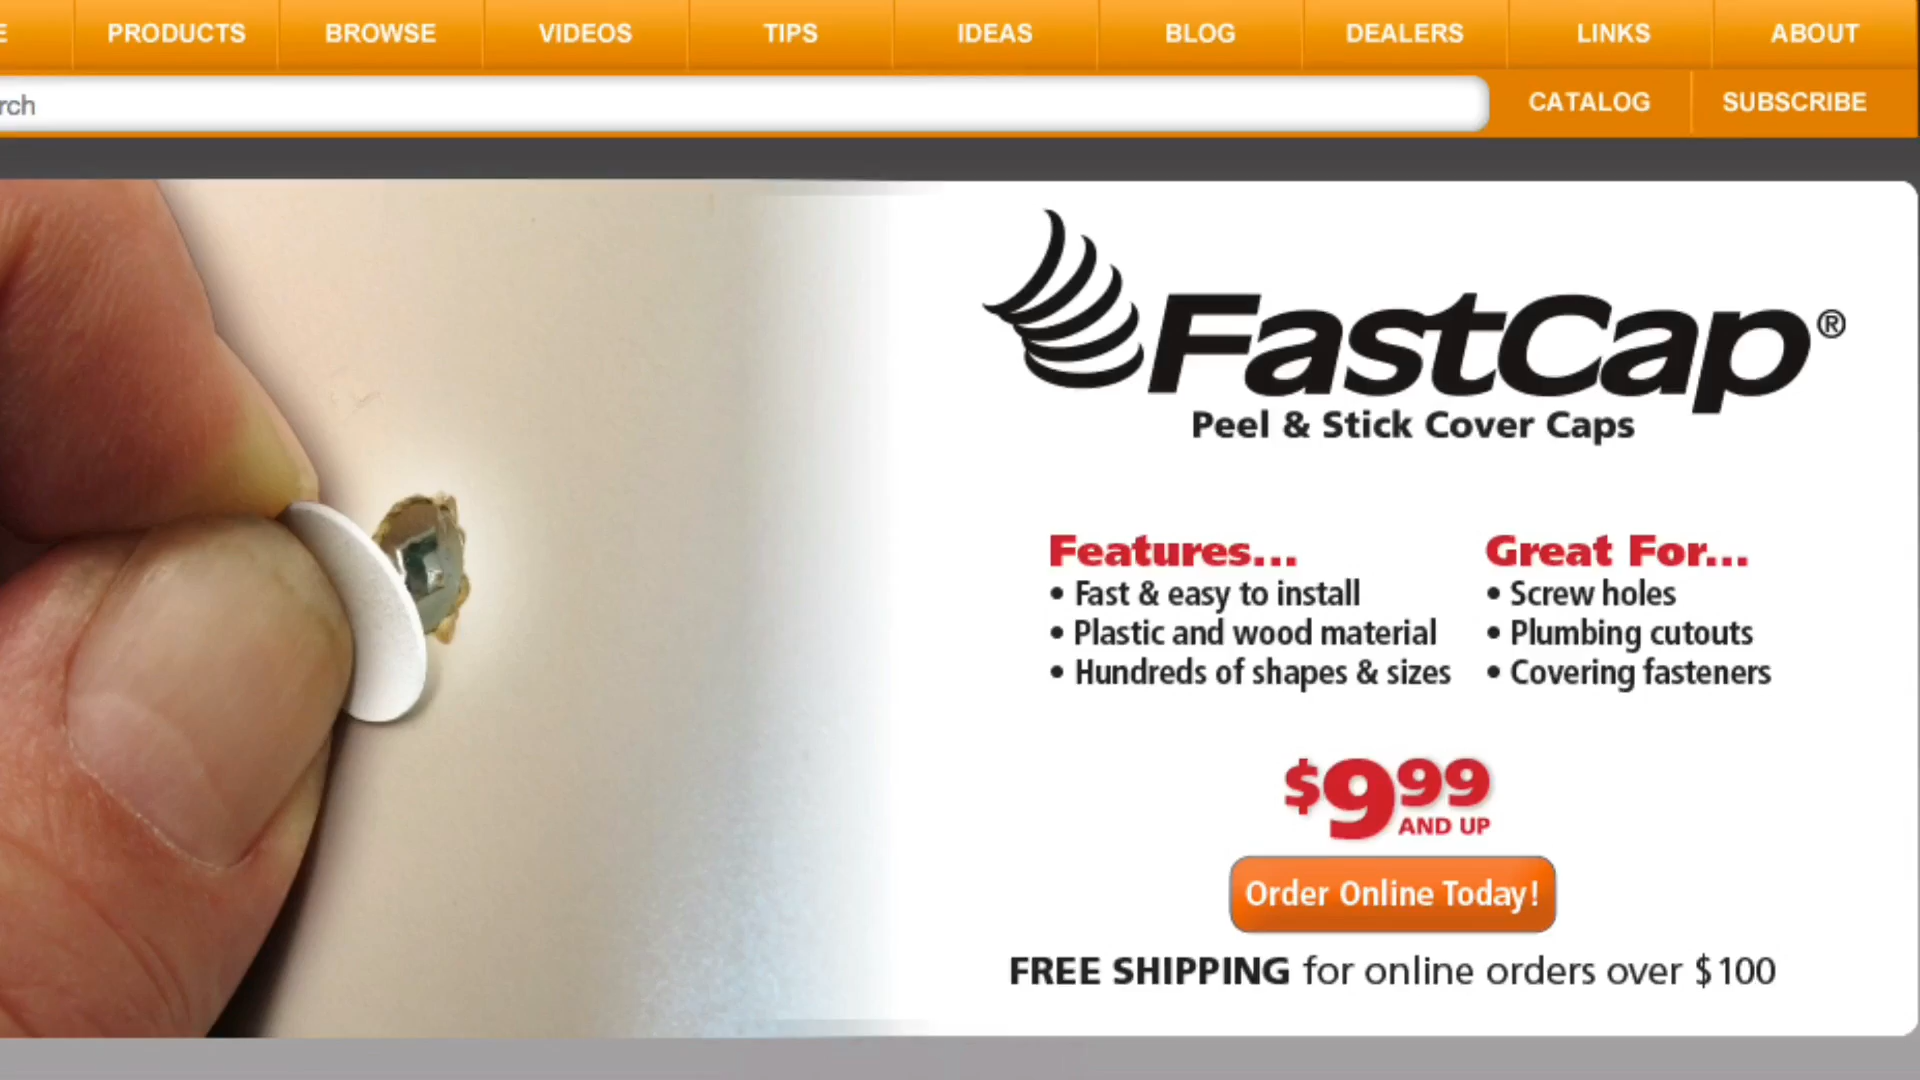 E PRODUCTS BROWSE VIDEOS TIPS IDEAS BLOG DEALERS LINKS ABOUT
rch CATALOG SUBSCRIBE
FastCap®
Peel & Stick Cover Caps
Features...
• Fast & easy to install
• Plastic and wood material
• Hundreds of shapes & sizes
Great For...
• Screw holes
• Plumbing cutouts
• Covering fasteners
$9.99
AND UP
Order Online Today!
FREE SHIPPING for online orders over $100